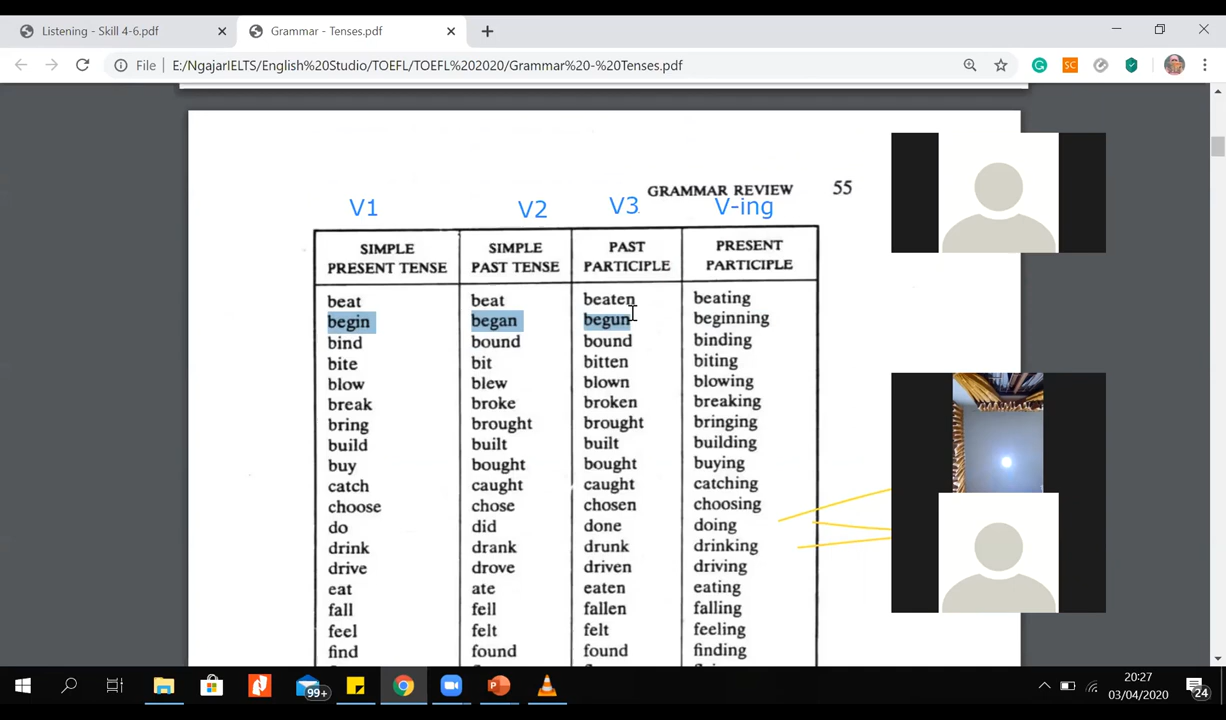 Listening - Skill 4-6.pdf
Grammar - Tenses.pdf
File E:/NgajarIELTS/English%20Studio/TOEFL/TOEFL%202020/Grammar%20-%20Tenses.pdf
SC
GRAMMAR REVIEW 55
V1 V2 V3 V-ing
SIMPLE PRESENT TENSE SIMPLE PAST TENSE PAST PARTICIPLE PRESENT PARTICIPLE
beat beat beaten beating
begin began begun beginning
bind bound bound binding
bite bit bitten biting
blow blew blown blowing
break broke broken breaking
bring brought brought bringing
build built built building
buy bought bought buying
catch caught caught catching
choose chose chosen choosing
do did done doing
drink drank drunk drinking
drive drove driven driving
eat ate eaten eating
fall fell fallen falling
feel felt felt feeling
find found found finding
99+
20:27
03/04/2020
24